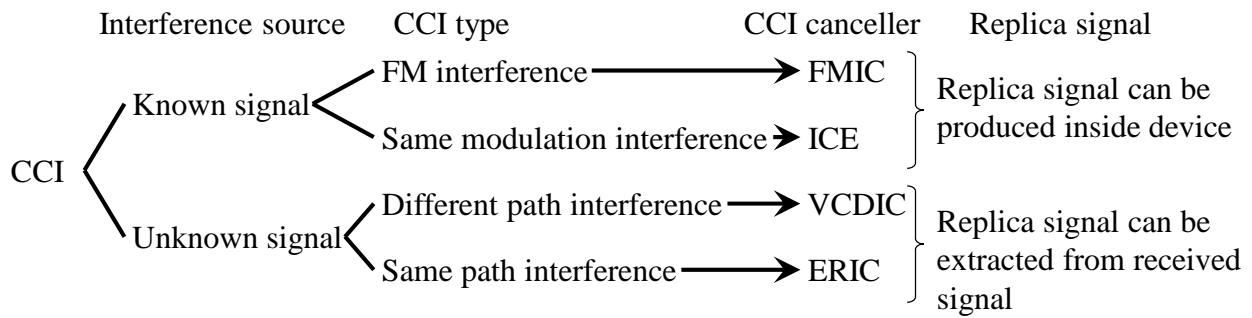 Interference source CCI type CCI canceller Replica signal
FM interference FMIC
Known signal
Replica signal can be
produced inside device
Same modulation interference ICE
CCI
Different path interference VCDIC
Unknown signal
Replica signal can be
extracted from received
signal
Same path interference ERIC